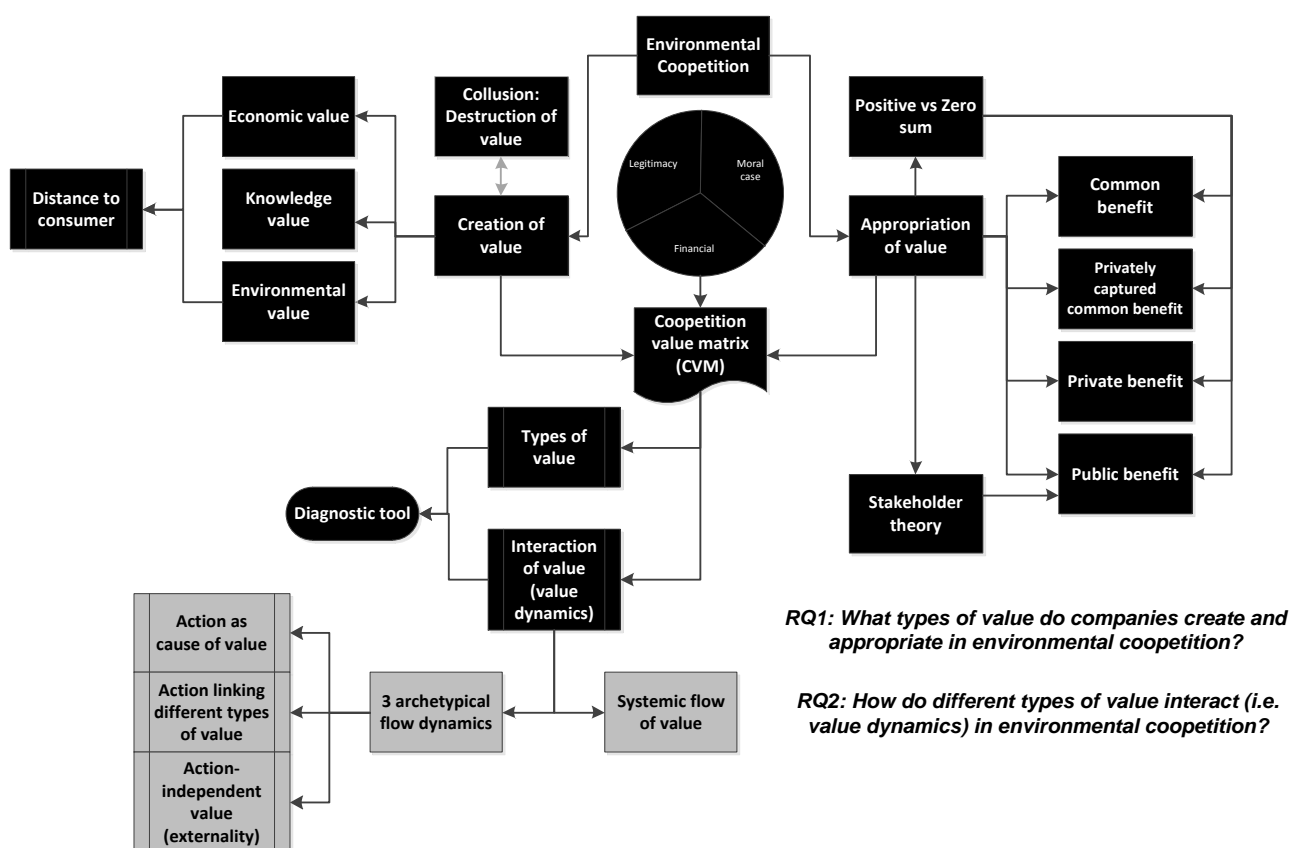 Environmental
Coopetition
Economic value
Collusion:
Destruction of
value
Positive vs Zero
sum
Legitimacy
Moral
case
Financial
Distance to
consumer
Knowledge
value
Creation of
value
Appropriation
of value
Common
benefit
Environmental
value
Privately
captured
common benefit
Coopetition
value matrix
(CVM)
Private benefit
Types of
value
Public benefit
Diagnostic tool
Stakeholder
theory
Interaction
of value
(value
dynamics)
Action as
cause of value
Action linking
different types
of value
3 archetypical
flow dynamics
Systemic flow
of value
Action-
independent
value
(externality)
RQ1: What types of value do companies create and
appropriate in environmental coopetition?
RQ2: How do different types of value interact (i.e.
value dynamics) in environmental coopetition?